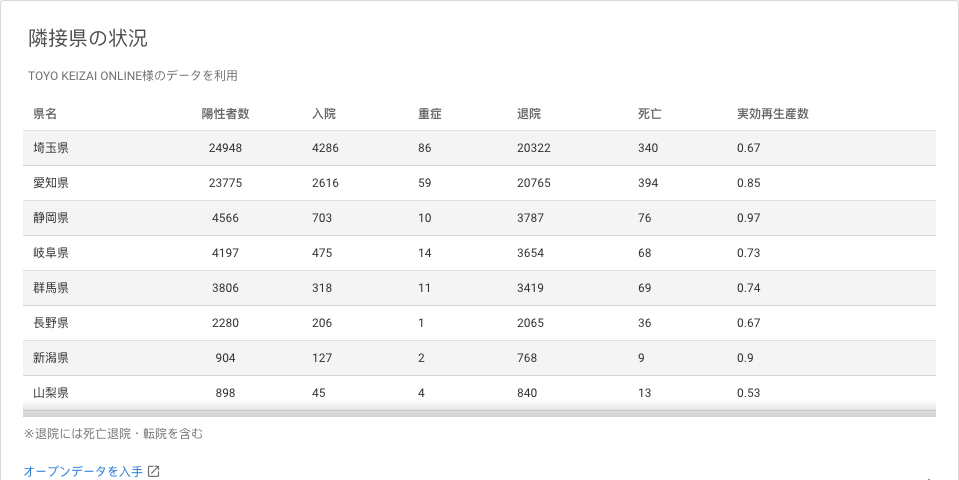 隣接県の状況
TOYO KEIZAI ONLINE様のデータを利用
県名 陽性者数 入院 重症 退院 死亡 実効再生産数
埼玉県 24948 4286 86 20322 340 0.67
愛知県 23775 2616 59 20765 394 0.85
静岡県 4566 703 10 3787 76 0.97
岐阜県 4197 475 14 3654 68 0.73
群馬県 3806 318 11 3419 69 0.74
長野県 2280 206 1 2065 36 0.67
新潟県 904 127 2 768 9 0.9
山梨県 898 45 4 840 13 0.53
※退院には死亡退院・転院を含む
オープンデータを入手